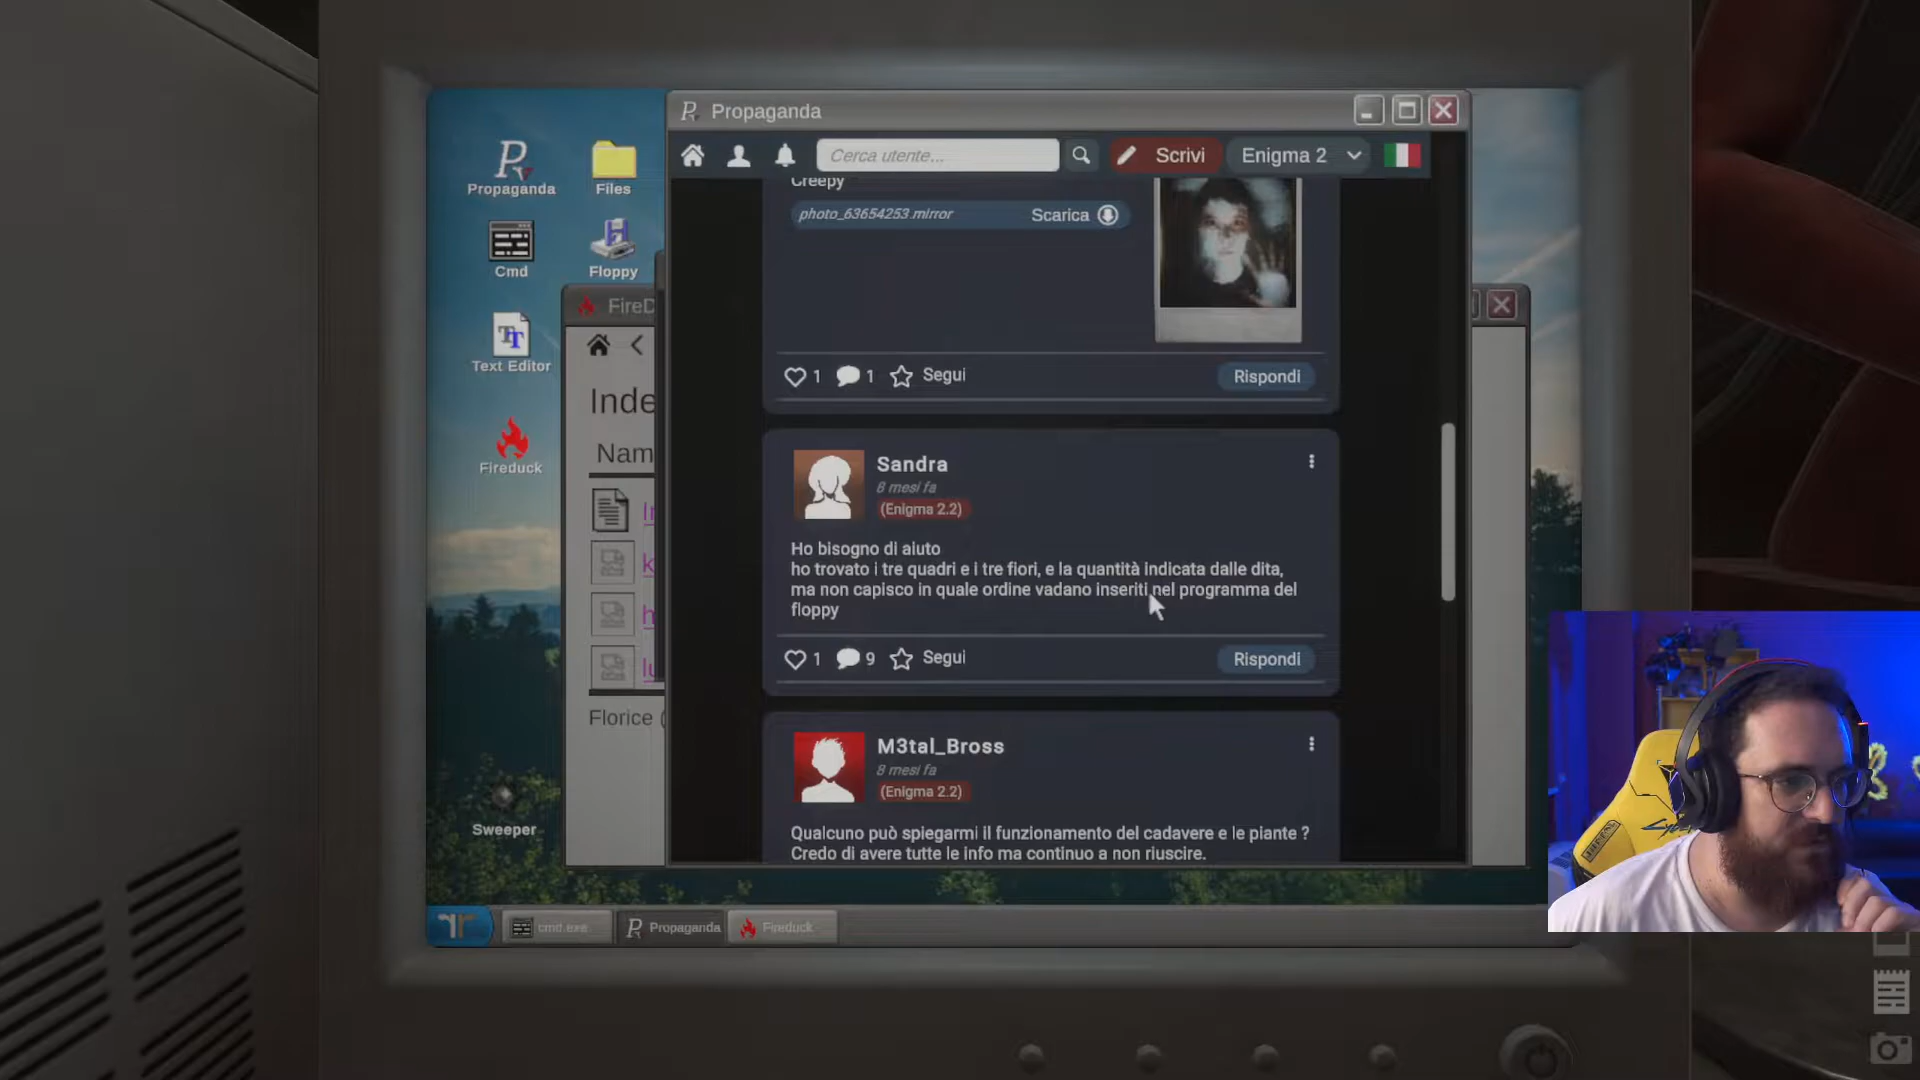 Propaganda
Propaganda
Files
Cmd
Floppy
Text Editor
Fireduck
Sweeper
Cerca utente...
Scrivi
Enigma 2
Creepy
photo_63654253.mirror
Scarica
1
1
Segui
Rispondi
Sandra
8 mesi fa
(Enigma 2.2)
Ho bisogno di aiuto
ho trovato i tre quadri e i tre fiori, e la quantità indicata dalle dita,
ma non capisco in quale ordine vadano inseriti nel programma del
floppy
1
9
Segui
Rispondi
M3tal_Bross
8 mesi fa
(Enigma 2.2)
Qualcuno può spiegarmi il funzionamento del cadavere e le piante ?
Credo di avere tutte le info ma continuo a non riuscire.
FireD
Inde
Nam
Florice (
cmd.exe
Propaganda
Fireduck